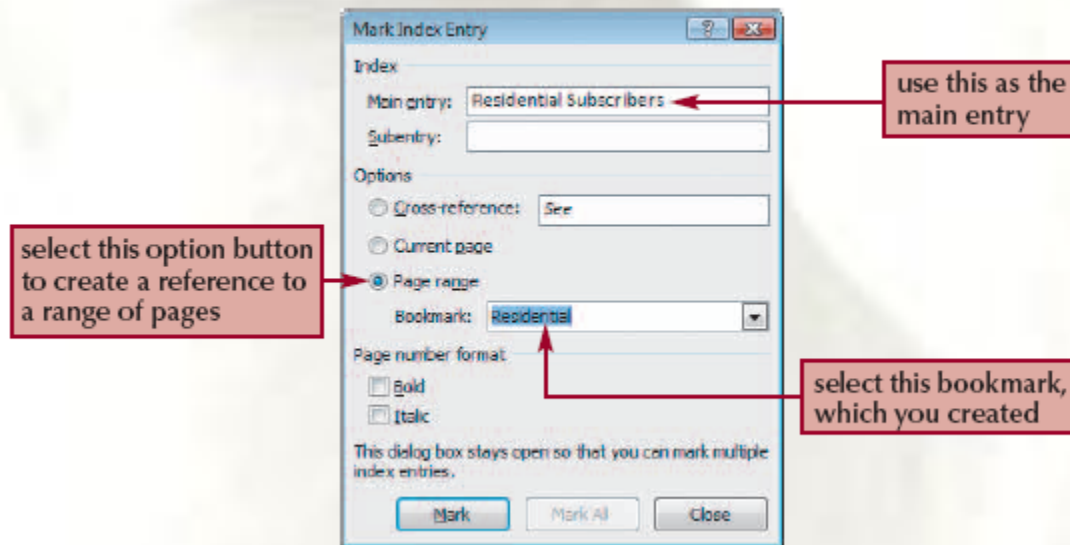 Mark Index Entry
Index
Main entry: Residential Subscribers
Subentry:
Options
Cross-reference: See
Current page
Page range
Bookmark: Residential
Page number format
Bold
Italic
This dialog box stays open so that you can mark multiple
index entries.
Mark Mark All Close
use this as the
main entry
select this option button
to create a reference to
a range of pages
select this bookmark,
which you created